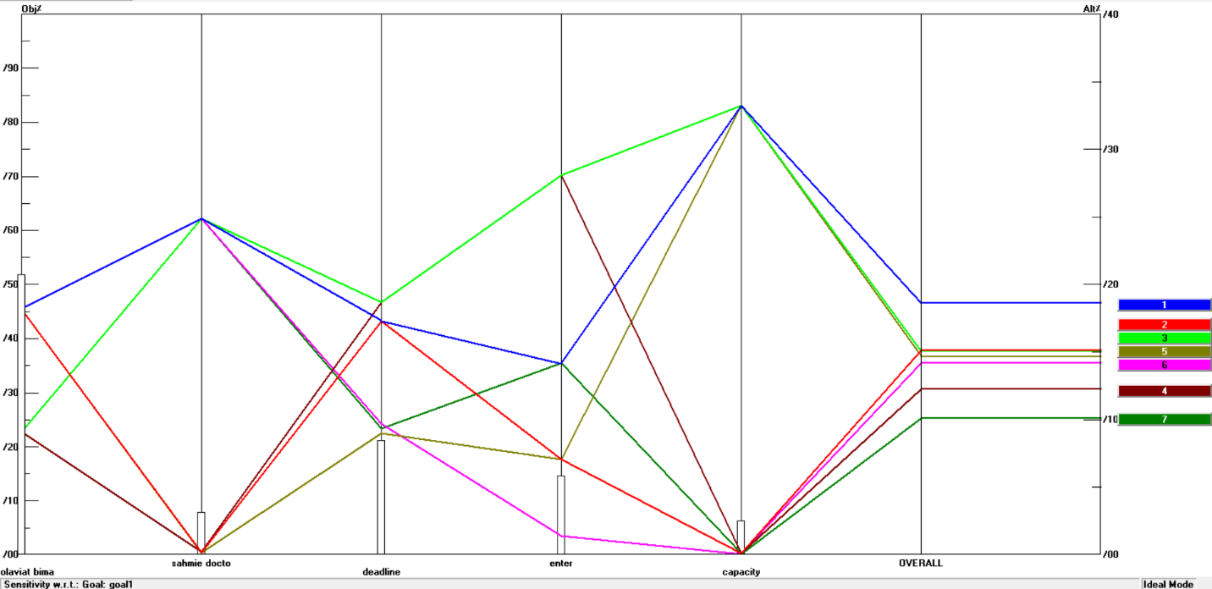 Obj%
Alt%
/40
/90
/80
/30
/70
/60
/50
/20
/40
/30
/20
/10
/10
/00
/00
1
2
3
5
6
4
7
olaviat bima
sahmie docto
deadline
enter
capacity
OVERALL
Sensitivity w.r.t.: Goal: goal1
Ideal Mode